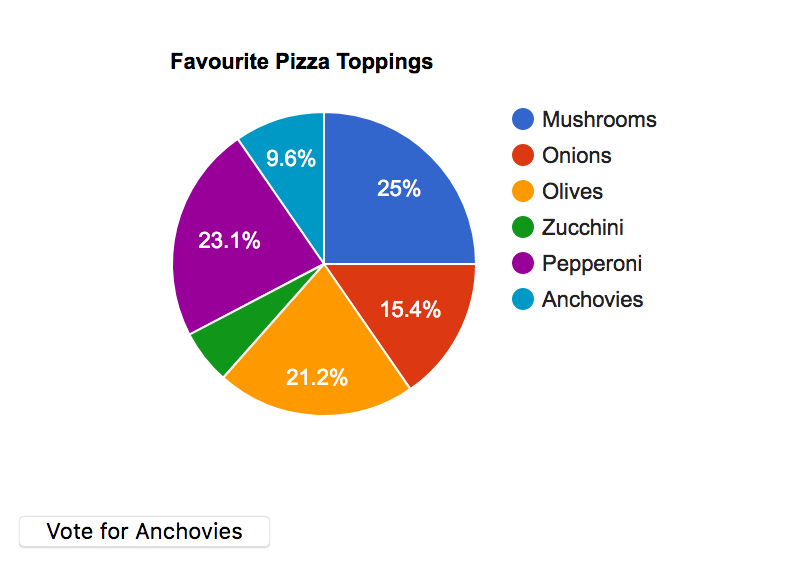 Favourite Pizza Toppings
Mushrooms
Onions
Olives
Zucchini
Pepperoni
Anchovies
9.6%
25%
23.1%
15.4%
21.2%
Vote for Anchovies